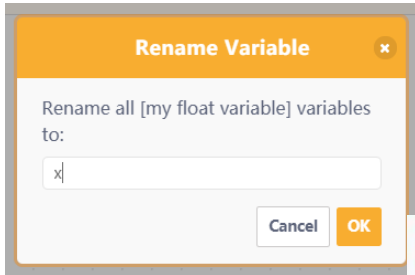 Rename Variable
Rename all [my float variable] variables
to:
x
Cancel OK